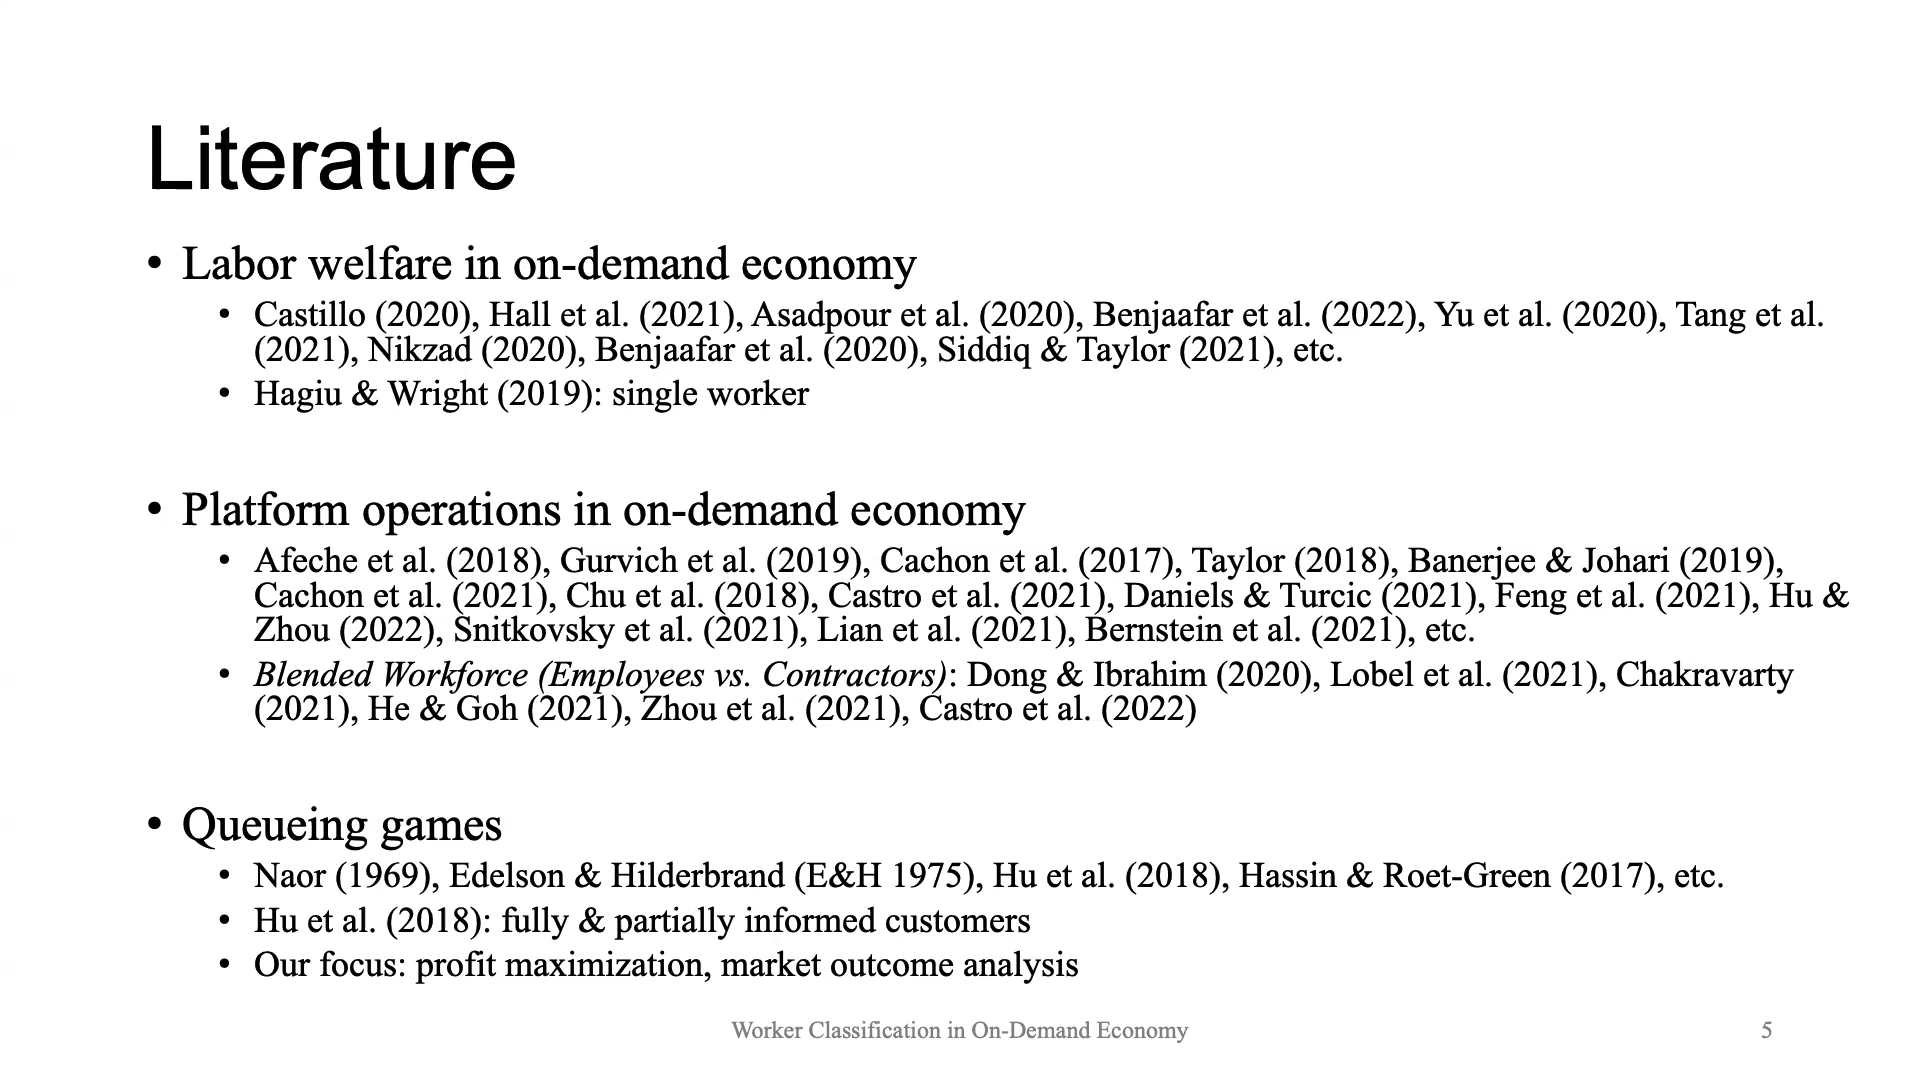 Literature
• Labor welfare in on-demand economy
• Castillo (2020), Hall et al. (2021), Asadpour et al. (2020), Benjaafar et al. (2022), Yu et al. (2020), Tang et al.
(2021), Nikzad (2020), Benjaafar et al. (2020), Siddiq & Taylor (2021), etc.
• Hagiu & Wright (2019): single worker
• Platform operations in on-demand economy
• Afeche et al. (2018), Gurvich et al. (2019), Cachon et al. (2017), Taylor (2018), Banerjee & Johari (2019),
Cachon et al. (2021), Chu et al. (2018), Castro et al. (2021), Daniels & Turcic (2021), Feng et al. (2021), Hu &
Zhou (2022), Snitkovsky et al. (2021), Lian et al. (2021), Bernstein et al. (2021), etc.
• Blended Workforce (Employees vs. Contractors): Dong & Ibrahim (2020), Lobel et al. (2021), Chakravarty
(2021), He & Goh (2021), Zhou et al. (2021), Castro et al. (2022)
• Queueing games
• Naor (1969), Edelson & Hilderbrand (E&H 1975), Hu et al. (2018), Hassin & Roet-Green (2017), etc.
• Hu et al. (2018): fully & partially informed customers
• Our focus: profit maximization, market outcome analysis
Worker Classification in On-Demand Economy
5